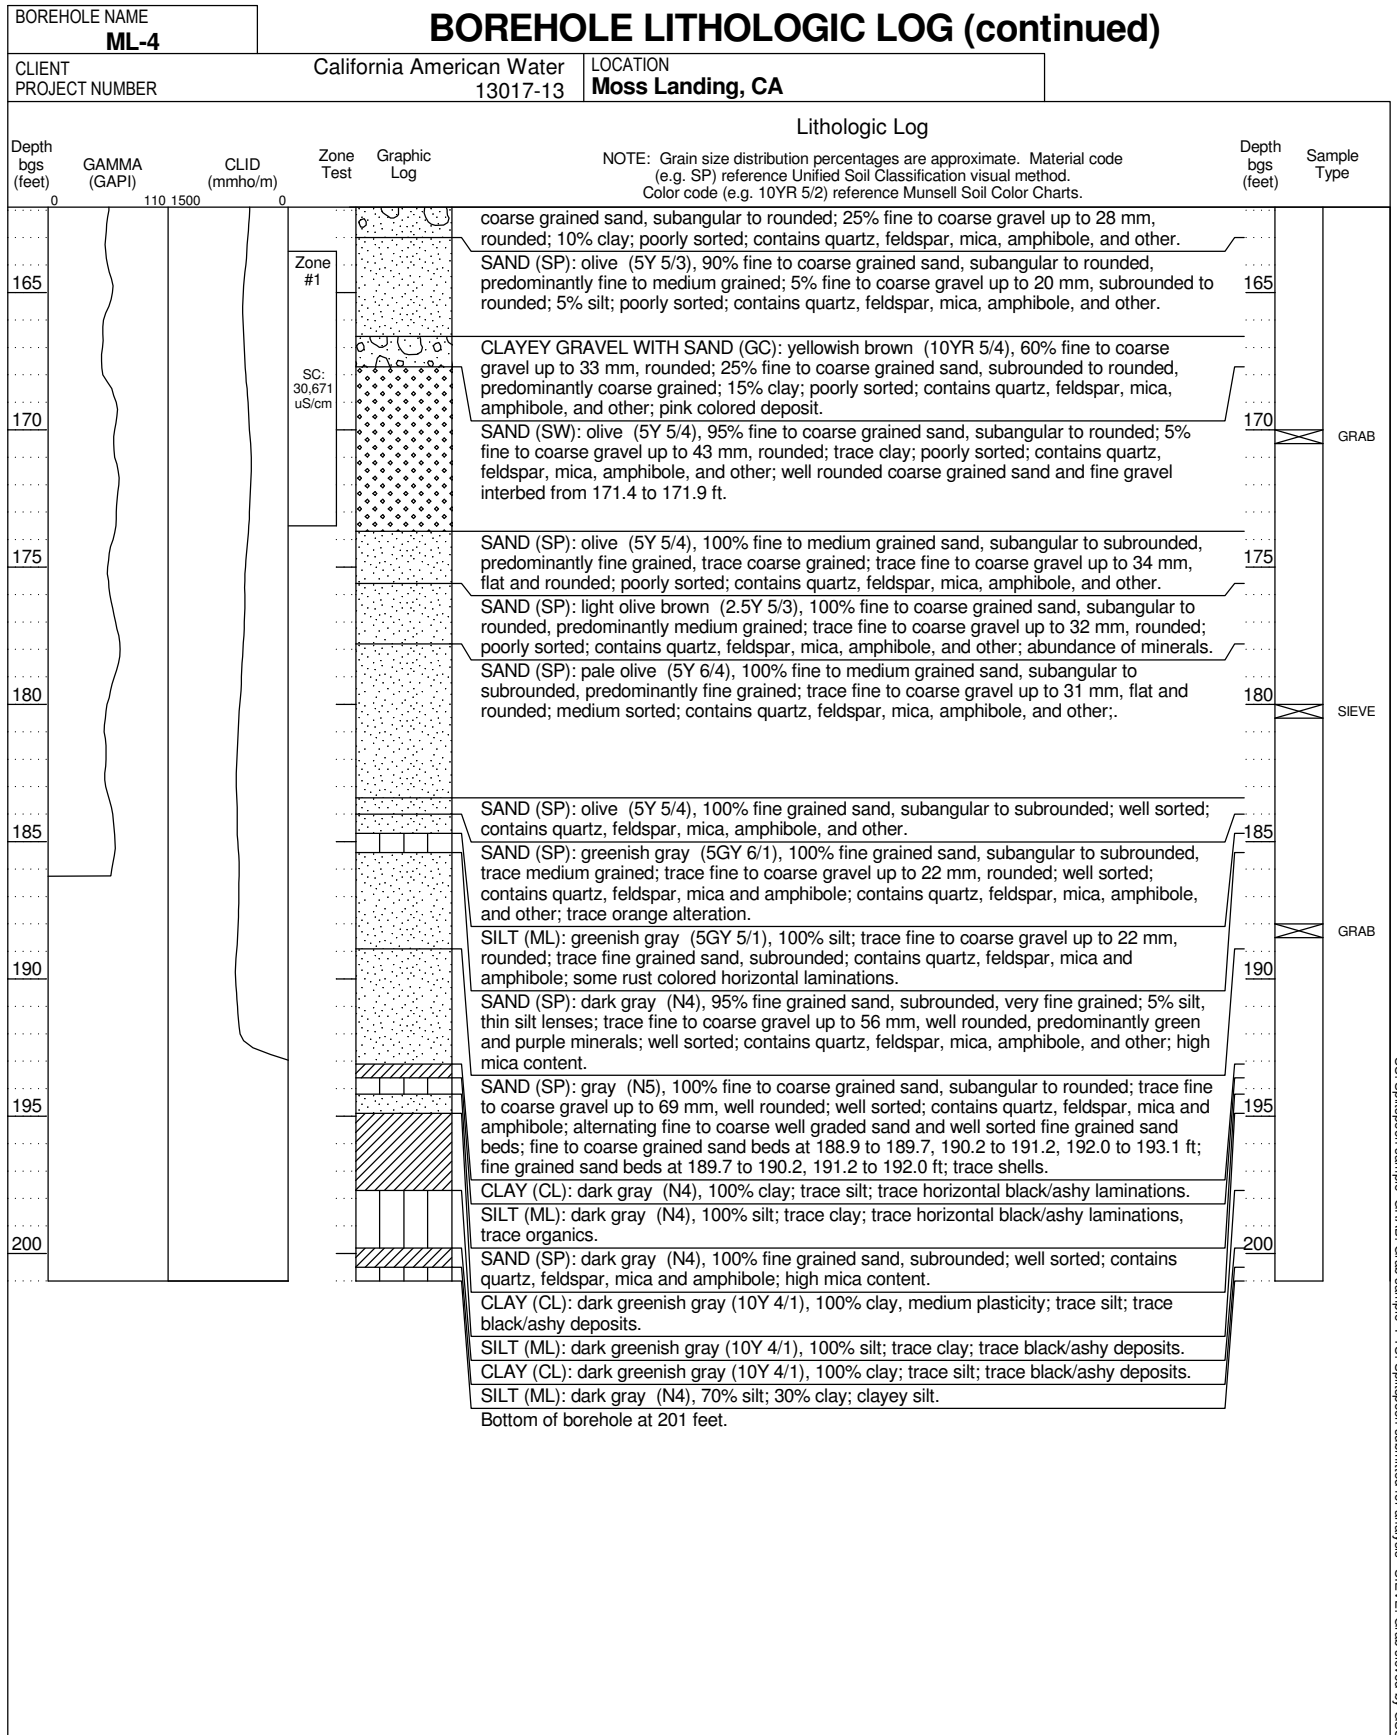 BOREHOLE NAME
ML-4
BOREHOLE LITHOLOGIC LOG (continued)
CLIENT
California American Water
PROJECT NUMBER
13017-13
LOCATION
Moss Landing, CA
Lithologic Log
Depth
bgs
(feet)
GAMMA
(GAPI)
CLID
(mmho/m)
Zone
Test
Graphic
Log
NOTE: Grain size distribution percentages are approximate. Material code
(e.g. SP) reference Unified Soil Classification visual method.
Color code (e.g. 10YR 5/2) reference Munsell Soil Color Charts.
Depth
bgs
(feet)
Sample
Type
0 110 1500 0
coarse grained sand, subangular to rounded; 25% fine to coarse gravel up to 28 mm,
rounded; 10% clay; poorly sorted; contains quartz, feldspar, mica, amphibole, and other.
Zone
#1
SC:
30,671
uS/cm
SAND (SP): olive (5Y 5/3), 90% fine to coarse grained sand, subangular to rounded,
predominantly fine to medium grained; 5% fine to coarse gravel up to 20 mm, subrounded to
rounded; 5% silt; poorly sorted; contains quartz, feldspar, mica, amphibole, and other.
165
165
CLAYEY GRAVEL WITH SAND (GC): yellowish brown (10YR 5/4), 60% fine to coarse
gravel up to 33 mm, rounded; 25% fine to coarse grained sand, subrounded to rounded,
predominantly coarse grained; 15% clay; poorly sorted; contains quartz, feldspar, mica,
amphibole, and other; pink colored deposit.
170
170
GRAB
SAND (SW): olive (5Y 5/4), 95% fine to coarse grained sand, subangular to rounded; 5%
fine to coarse gravel up to 43 mm, rounded; trace clay; poorly sorted; contains quartz,
feldspar, mica, amphibole, and other; well rounded coarse grained sand and fine gravel
interbed from 171.4 to 171.9 ft.
SAND (SP): olive (5Y 5/4), 100% fine to medium grained sand, subangular to subrounded,
predominantly fine grained, trace coarse grained; trace fine to coarse gravel up to 34 mm,
flat and rounded; poorly sorted; contains quartz, feldspar, mica, amphibole, and other.
175
175
SAND (SP): light olive brown (2.5Y 5/3), 100% fine to coarse grained sand, subangular to
rounded, predominantly medium grained; trace fine to coarse gravel up to 32 mm, rounded;
poorly sorted; contains quartz, feldspar, mica, amphibole, and other; abundance of minerals.
SAND (SP): pale olive (5Y 6/4), 100% fine to medium grained sand, subangular to
subrounded, predominantly fine grained; trace fine to coarse gravel up to 31 mm, flat and
rounded; medium sorted; contains quartz, feldspar, mica, amphibole, and other;.
180
180
SIEVE
SAND (SP): olive (5Y 5/4), 100% fine grained sand, subangular to subrounded; well sorted;
contains quartz, feldspar, mica, amphibole, and other.
185
185
SAND (SP): greenish gray (5GY 6/1), 100% fine grained sand, subangular to subrounded,
trace medium grained; trace fine to coarse gravel up to 22 mm, rounded; well sorted;
contains quartz, feldspar, mica and amphibole; contains quartz, feldspar, mica, amphibole,
and other; trace orange alteration.
GRAB
SILT (ML): greenish gray (5GY 5/1), 100% silt; trace fine to coarse gravel up to 22 mm,
rounded; trace fine grained sand, subrounded; contains quartz, feldspar, mica and
amphibole; some rust colored horizontal laminations.
190
190
SAND (SP): dark gray (N4), 95% fine grained sand, subrounded, very fine grained; 5% silt,
thin silt lenses; trace fine to coarse gravel up to 56 mm, well rounded, predominantly green
and purple minerals; well sorted; contains quartz, feldspar, mica, amphibole, and other; high
mica content.
SAND (SP): gray (N5), 100% fine to coarse grained sand, subangular to rounded; trace fine
to coarse gravel up to 69 mm, well rounded; well sorted; contains quartz, feldspar, mica and
amphibole; alternating fine to coarse well graded sand and well sorted fine grained sand
beds; fine to coarse grained sand beds at 188.9 to 189.7, 190.2 to 191.2, 192.0 to 193.1 ft;
fine grained sand beds at 189.7 to 190.2, 191.2 to 192.0 ft; trace shells.
195
195
CLAY (CL): dark gray (N4), 100% clay; trace silt; trace horizontal black/ashy laminations.
SILT (ML): dark gray (N4), 100% silt; trace clay; trace horizontal black/ashy laminations,
trace organics.
200
200
SAND (SP): dark gray (N4), 100% fine grained sand, subrounded; well sorted; contains
quartz, feldspar, mica and amphibole; high mica content.
CLAY (CL): dark greenish gray (10Y 4/1), 100% clay, medium plasticity; trace silt; trace
black/ashy deposits.
SILT (ML): dark greenish gray (10Y 4/1), 100% silt; trace clay; trace black/ashy deposits.
CLAY (CL): dark greenish gray (10Y 4/1), 100% clay; trace silt; trace black/ashy deposits.
SILT (ML): dark gray (N4), 70% silt; 30% clay; clayey silt.
Bottom of borehole at 201 feet.